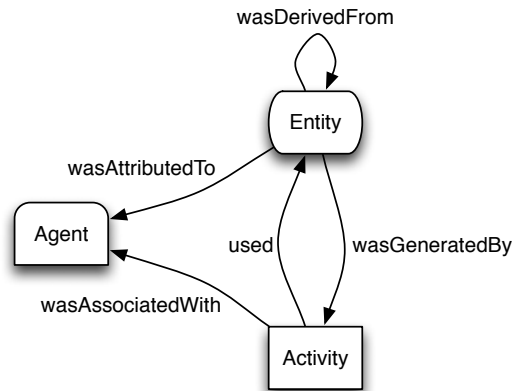 wasDerivedFrom
Entity
wasAttributedTo
Agent
used
wasGeneratedBy
wasAssociatedWith
Activity